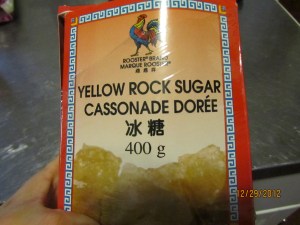 ROOSTER® BRAND
MARQUE ROOSTER®
YELLOW ROCK SUGAR
CASSONADE DORÉE
冰糖
400 g
12/29/2012